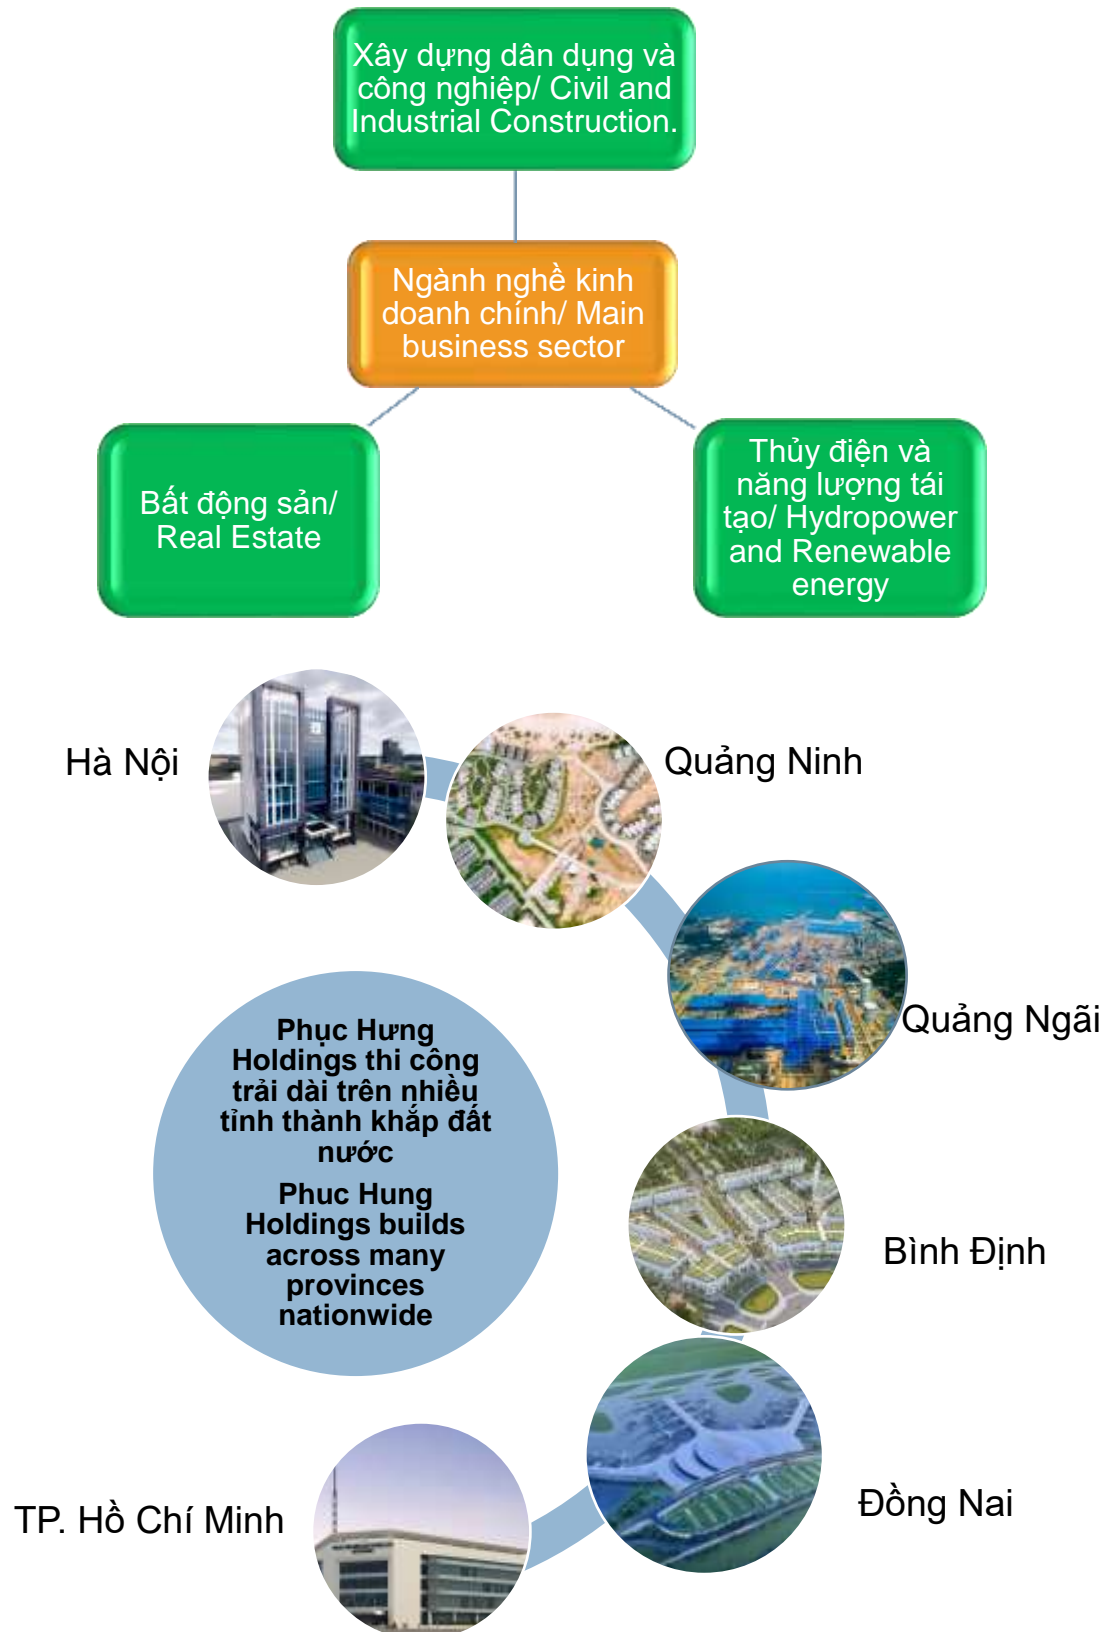 Xây dựng dân dụng và
công nghiệp/ Civil and
Industrial Construction.
Ngành nghề kinh
doanh chính/ Main
business sector
Bất động sản/
Real Estate
Thủy điện và
năng lượng tái
tạo/ Hydropower
and Renewable
energy
Hà Nội
Quảng Ninh
Quảng Ngãi
Phục Hưng
Holdings thi công
trải dài trên nhiều
tỉnh thành khắp đất
nước
Phuc Hung
Holdings builds
across many
provinces
nationwide
Bình Định
Đồng Nai
TP. Hồ Chí Minh